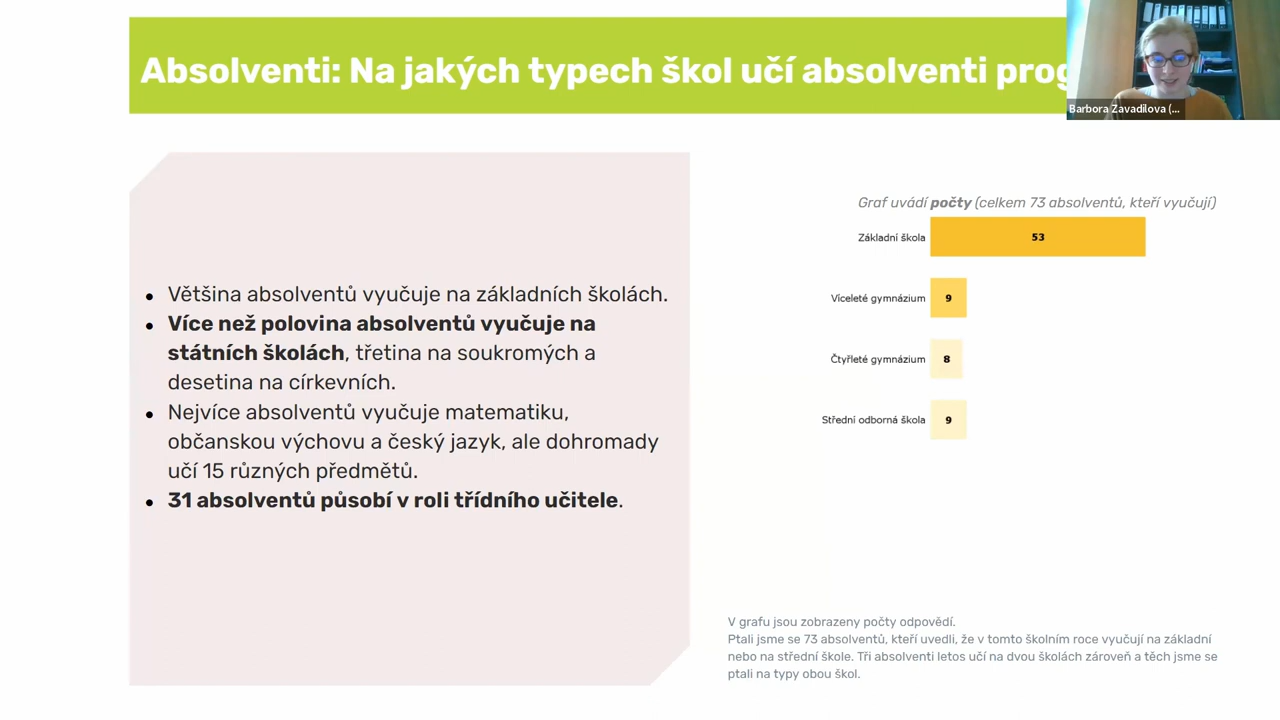 Absolventi: Na jakých typech škol učí absolventi prog
Barbora Zavadilova (...
• Většina absolventů vyučuje na základních školách.
• Více než polovina absolventů vyučuje na
státních školách, třetina na soukromých a
desetina na církevních.
• Nejvíce absolventů vyučuje matematiku,
občanskou výchovu a český jazyk, ale dohromady
učí 15 různých předmětů.
• 31 absolventů působí v roli třídního učitele.
Graf uvádí počty (celkem 73 absolventů, kteří vyučují)
Základní škola 53
Víceleté gymnázium 9
Čtyřleté gymnázium 8
Střední odborná škola 9
V grafu jsou zobrazeny počty odpovědí.
Ptali jsme se 73 absolventů, kteří uvedli, že v tomto školním roce vyučují na základní
nebo na střední škole. Tři absolventi letos učí na dvou školách zároveň a těch jsme se
ptali na typy obou škol.